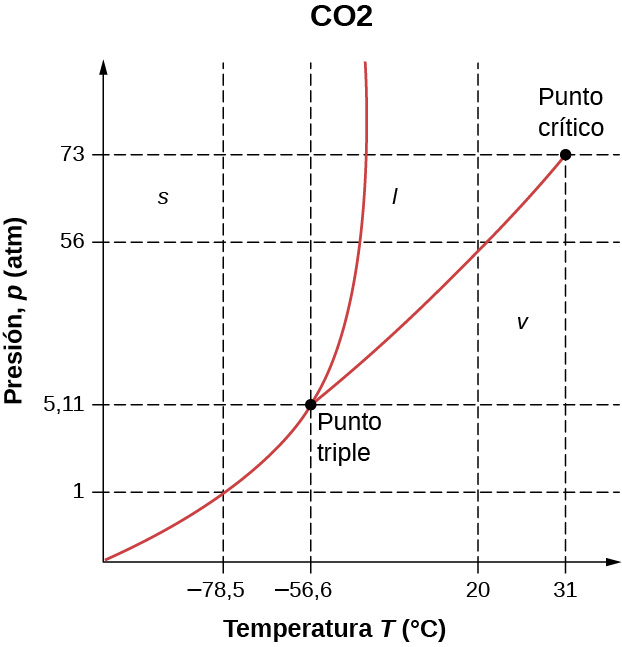 CO2
Punto
crítico
73
s
l
56
v
Presión, p (atm)
5,11
Punto
triple
1
–78,5
–56,6
20
31
Temperatura T (°C)